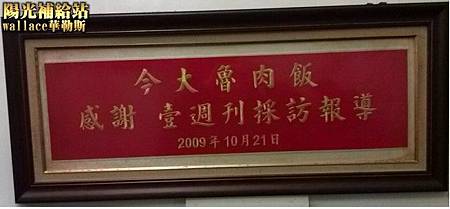 陽光補給站
wallace華勒斯
今大魯肉飯
感謝 壹週刊採訪報導
2009年10月21日